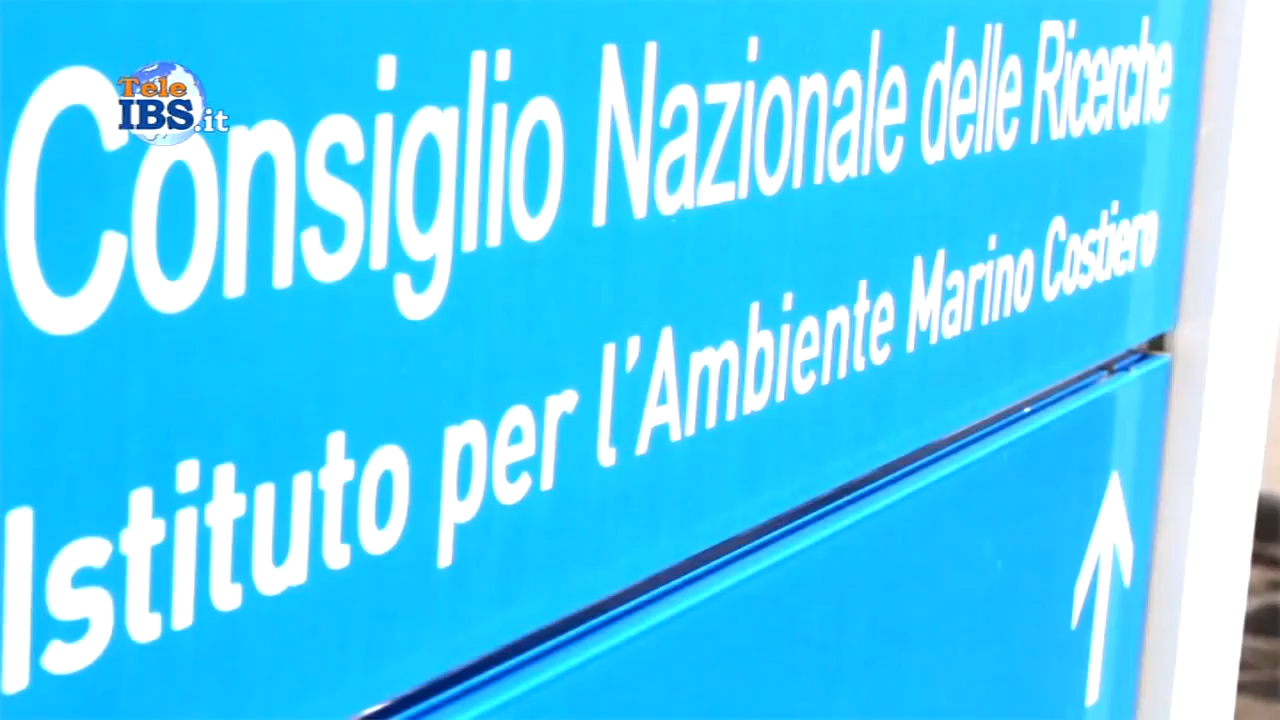 Tele
IBS.it
Consiglio Nazionale delle Ricerche
Istituto per l'Ambiente Marino Costiero